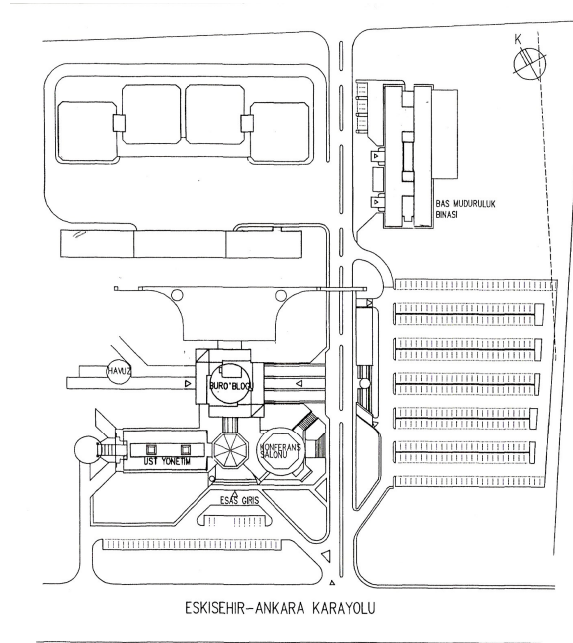 K
BAS MUDURULUK
BINASI
HAVUZ
BURO BLOGU
KONFERANS
SALONU
UST YONETIM
ESAS GIRIS
ESKISEHIR-ANKARA KARAYOLU